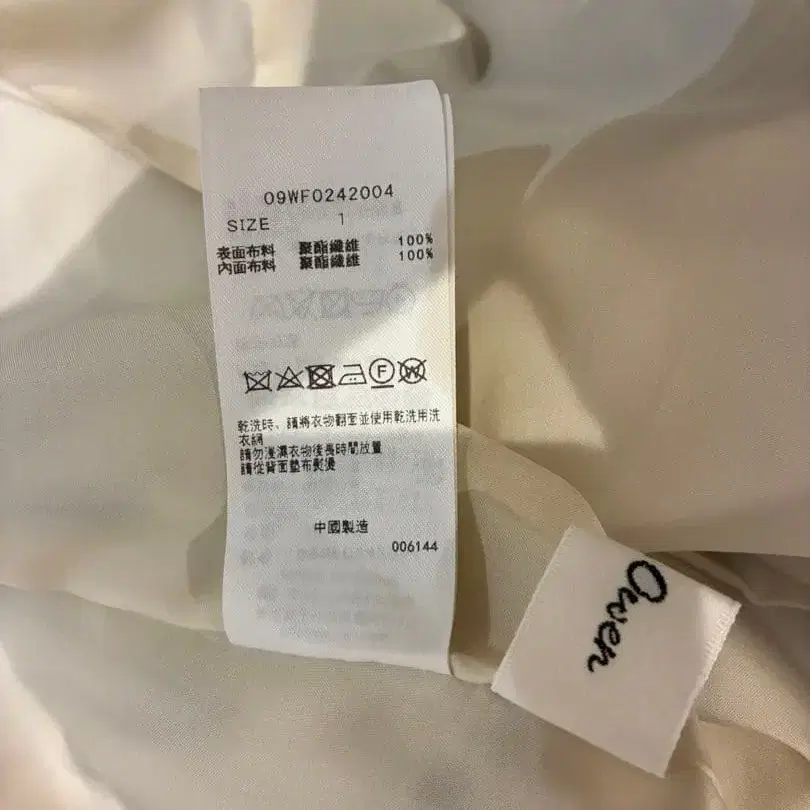 09WF0242004
SIZE 1
表面布料 聚酯纖維 100%
內面布料 聚酯纖維 100%
F W
乾洗時、請將衣物翻面並使用乾洗用洗
衣網
請勿浸濕衣物後長時間放置
請從背面墊布熨燙
中國製造
006144
Owen